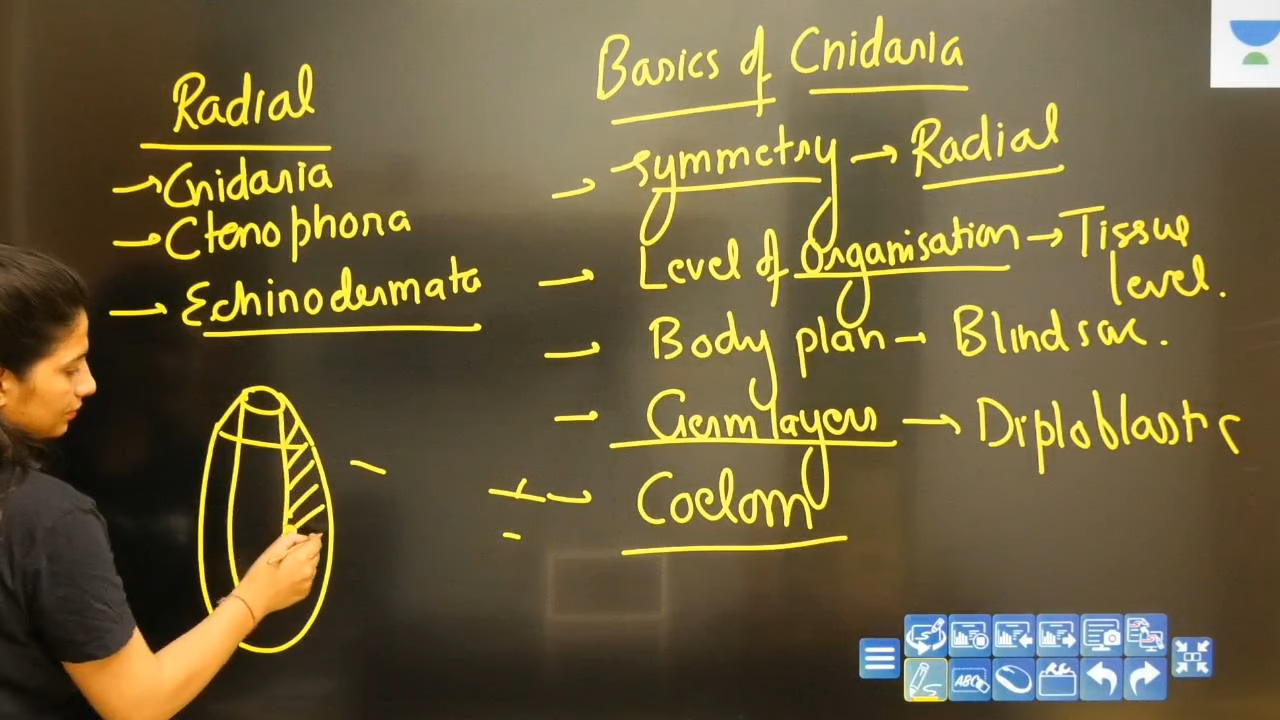 Radial
→ Cnidaria
→ Ctenophora
→ Echinodermata
Basics of Cnidaria
→ Symmetry → Radial
→ Level of Organisation → Tissue level.
— Body plan — Blind sac.
— Germ layers → Diploblastic
— Coelom
ABC